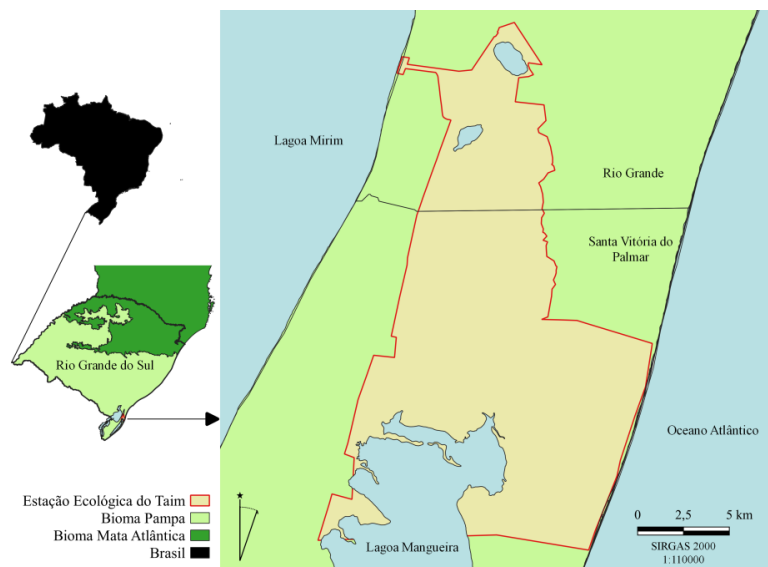 Lagoa Mirim
Rio Grande
Santa Vitória do
Palmar
Rio Grande do Sul
Oceano Atlântico
Lagoa Mangueira
Estação Ecológica do Taim
Bioma Pampa
Bioma Mata Atlântica
Brasil
0 2,5 5 km
SIRGAS 2000
1:110000